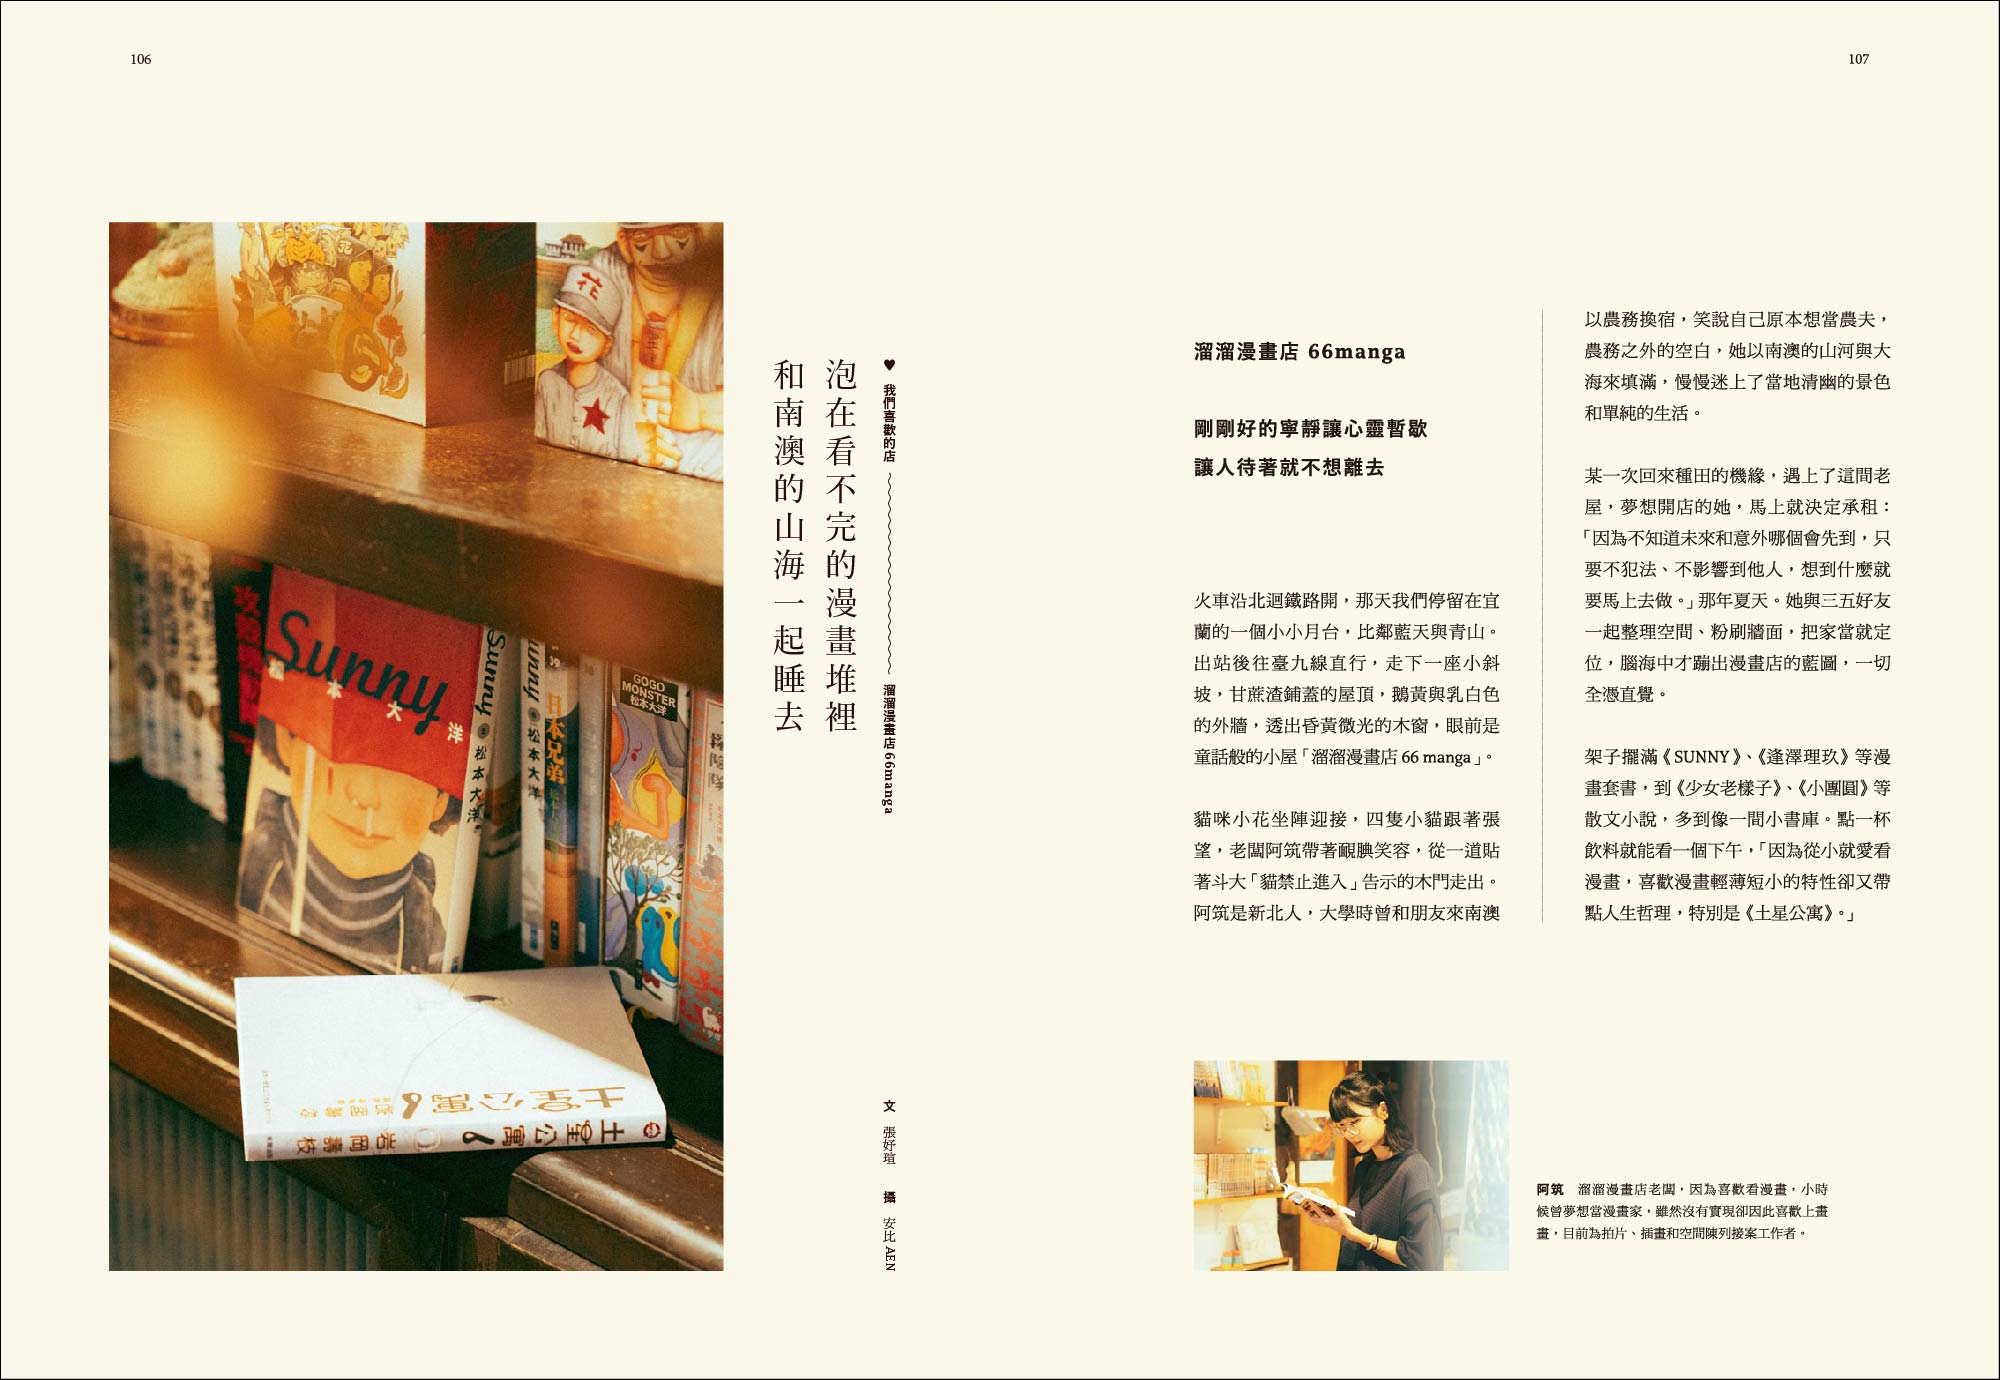 106
107
♥ 我們喜歡的店
溜溜漫畫店 66manga
泡在看不完的漫畫堆裡
和南澳的山海一起睡去
文 張妤瑄 攝 安比 AEN
花
Sunny
松本大洋
Sunny
松本大洋
松本大洋
日本兄弟
GOGO
MONSTER
松本大洋
土星公寓 6
土星公寓 6
岩岡壽枝
溜溜漫畫店 66manga
剛剛好的寧靜讓心靈暫歇
讓人待著就不想離去
火車沿北迴鐵路開,那天我們停留在宜
蘭的一個小小月台,比鄰藍天與青山。
出站後往臺九線直行,走下一座小斜
坡,甘蔗渣鋪蓋的屋頂,鵝黃與乳白色
的外牆,透出昏黃微光的木窗,眼前是
童話般的小屋「溜溜漫畫店 66 manga」。
貓咪小花坐陣迎接,四隻小貓跟著張
望,老闆阿筑帶著靦腆笑容,從一道貼
著斗大「貓禁止進入」告示的木門走出。
阿筑是新北人,大學時曾和朋友來南澳
以農務換宿,笑說自己原本想當農夫,
農務之外的空白,她以南澳的山河與大
海來填滿,慢慢迷上了當地清幽的景色
和單純的生活。
某一次回來種田的機緣,遇上了這間老
屋,夢想開店的她,馬上就決定承租:
「因為不知道未來和意外哪個會先到,只
要不犯法、不影響到他人,想到什麼就
要馬上去做。」那年夏天。她與三五好友
一起整理空間、粉刷牆面,把家當就定
位,腦海中才蹦出漫畫店的藍圖,一切
全憑直覺。
架子擺滿《SUNNY》、《逢澤理玖》等漫
畫套書,到《少女老樣子》、《小團圓》等
散文小說,多到像一間小書庫。點一杯
飲料就能看一個下午,「因為從小就愛看
漫畫,喜歡漫畫輕薄短小的特性卻又帶
點人生哲理,特別是《土星公寓》。」
阿筑 溜溜漫畫店老闆,因為喜歡看漫畫,小時
候曾夢想當漫畫家,雖然沒有實現卻因此喜歡上畫
畫,目前為拍片、插畫和空間陳列接案工作者。